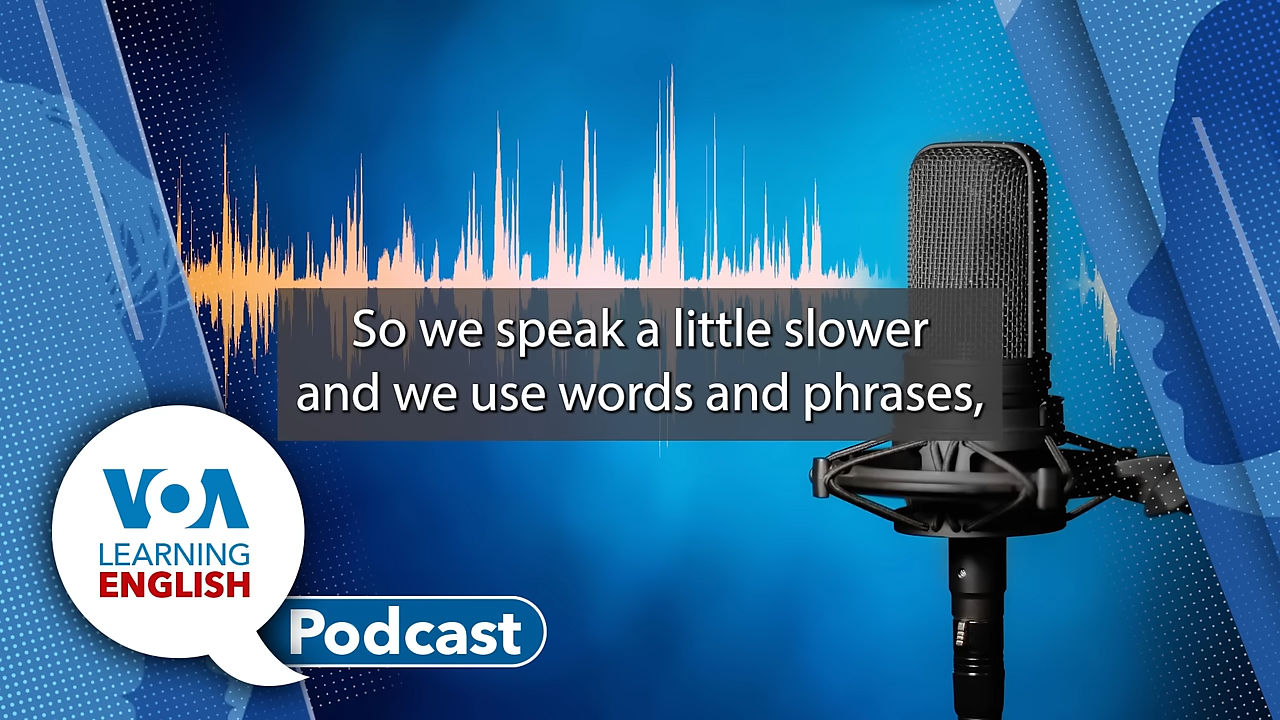 So we speak a little slower
and we use words and phrases,
VOA
LEARNING
ENGLISH
Podcast